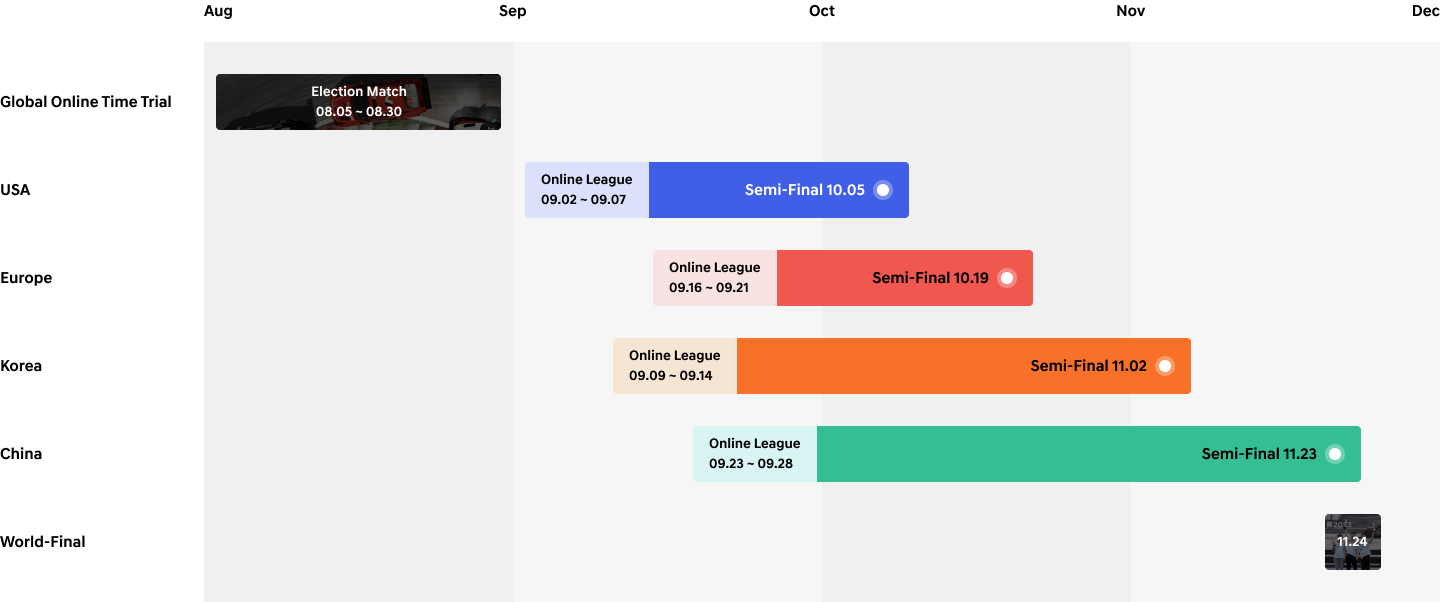 Aug Sep Oct Nov Dec
Global Online Time Trial
Election Match
08.05 ~ 08.30
USA
Online League
09.02 ~ 09.07
Semi-Final 10.05
Europe
Online League
09.16 ~ 09.21
Semi-Final 10.19
Korea
Online League
09.09 ~ 09.14
Semi-Final 11.02
China
Online League
09.23 ~ 09.28
Semi-Final 11.23
World-Final
11.24